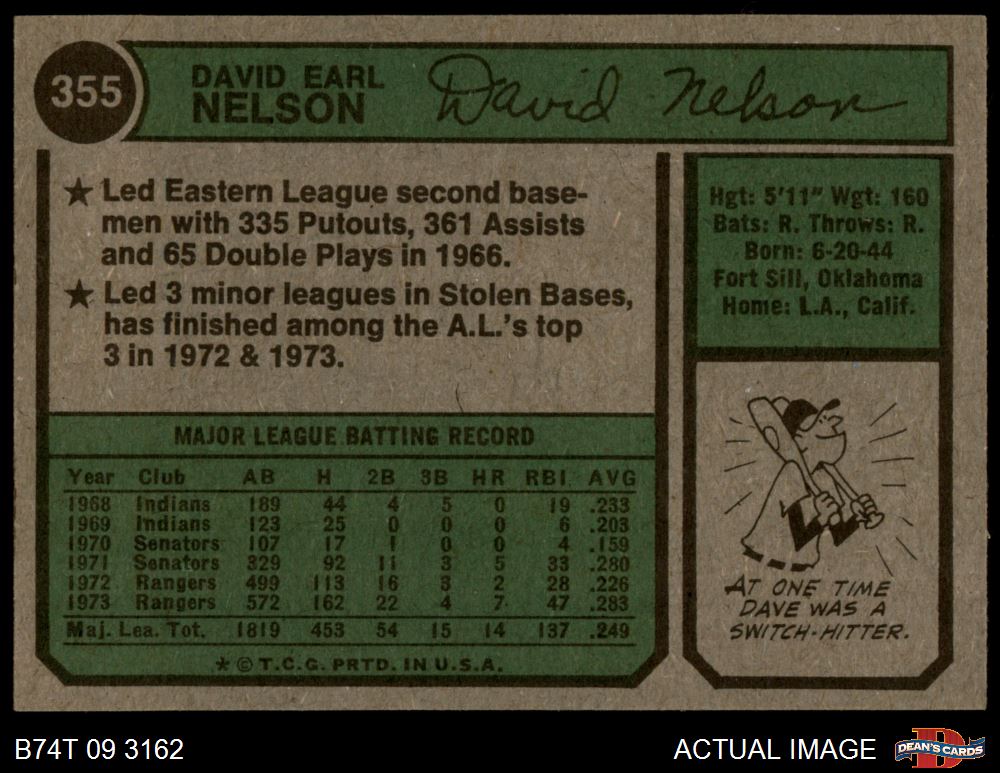 355
DAVID EARL
NELSON
David Nelson
★ Led Eastern League second base-
men with 335 Putouts, 361 Assists
and 65 Double Plays in 1966.
★ Led 3 minor leagues in Stolen Bases,
has finished among the A.L.'s top
3 in 1972 & 1973.
Hgt: 5'11" Wgt: 160
Bats: R. Throws: R.
Born: 6-20-44
Fort Sill, Oklahoma
Home: L.A., Calif.
MAJOR LEAGUE BATTING RECORD
Year Club AB H 2B 3B HR RBI AVG
1968 Indians 189 44 4 5 0 19 .233
1969 Indians 123 25 0 0 0 6 .203
1970 Senators 107 17 1 0 0 4 .159
1971 Senators 329 92 11 3 5 33 .280
1972 Rangers 499 113 16 3 2 28 .226
1973 Rangers 572 162 22 4 7 47 .283
Maj. Lea. Tot. 1819 453 54 15 14 137 .249
* © T.C.G. PRTD. IN U.S.A.
AT ONE TIME
DAVE WAS A
SWITCH-HITTER.
B74T 09 3162
ACTUAL IMAGE
D
DEAN'S CARDS